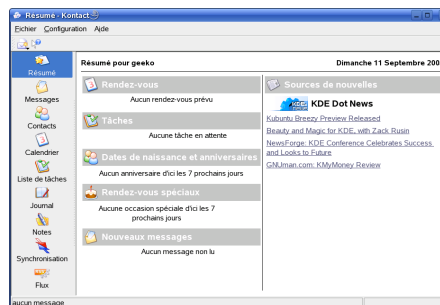 Résumé - Kontact
Fichier Configuration Aide
Résumé
Messages
Contacts
Calendrier
Liste de tâches
Journal
Notes
Synchronisation
Flux
Résumé pour geeko
Dimanche 11 Septembre 200
Rendez-vous
Aucun rendez-vous prévu
Tâches
Aucune tâche en attente
Dates de naissance et anniversaires
Aucun anniversaire d'ici les 7 prochains jours
Rendez-vous spéciaux
Aucune occasion spéciale d'ici les 7
prochains jours
Nouveaux messages
Aucun message non lu
Sources de nouvelles
KDE Dot News
Kubuntu Breezy Preview Released
Beauty and Magic for KDE, with Zack Rusin
NewsForge: KDE Conference Celebrates Success
and Looks to Future
GNUman.com: KMyMoney Review
aucun message